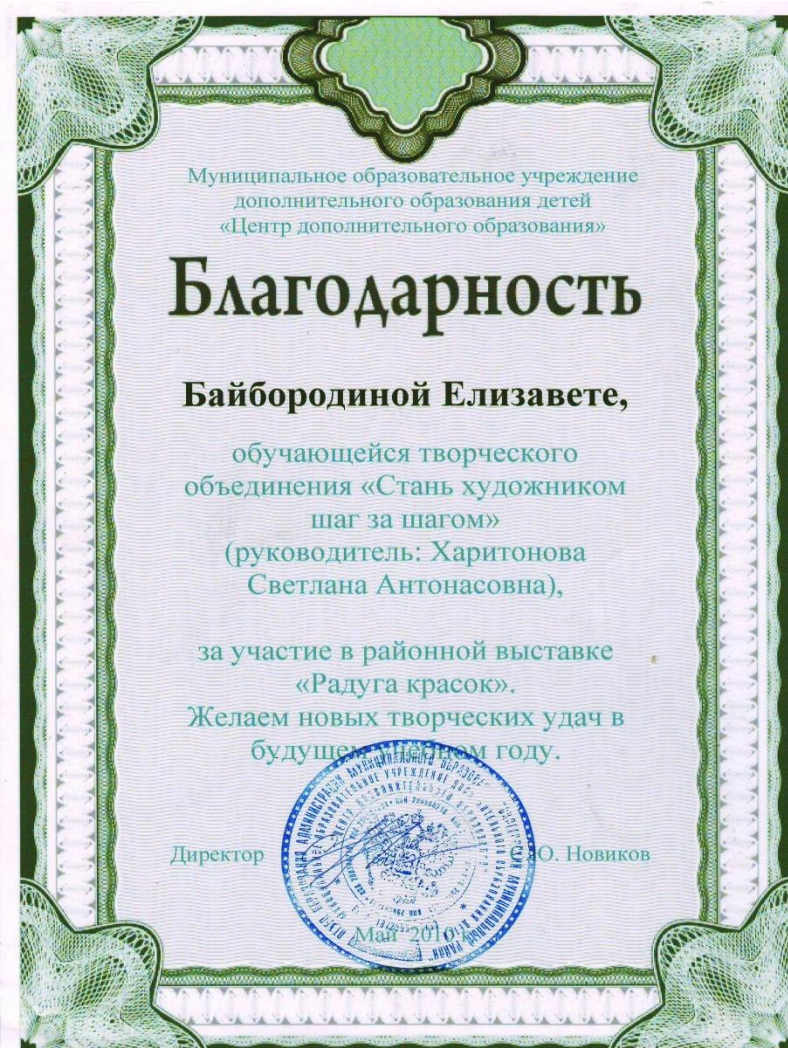 Муниципальное образовательное учреждение
дополнительного образования детей
«Центр дополнительного образования»
Благодарность
Байбородиной Елизавете,
обучающейся творческого
объединения «Стань художником
шаг за шагом»
(руководитель: Харитонова
Светлана Антонасовна),
за участие в районной выставке
«Радуга красок».
Желаем новых творческих удач в
будущем учебном году.
Директор
С.Ю. Новиков
Май 2010